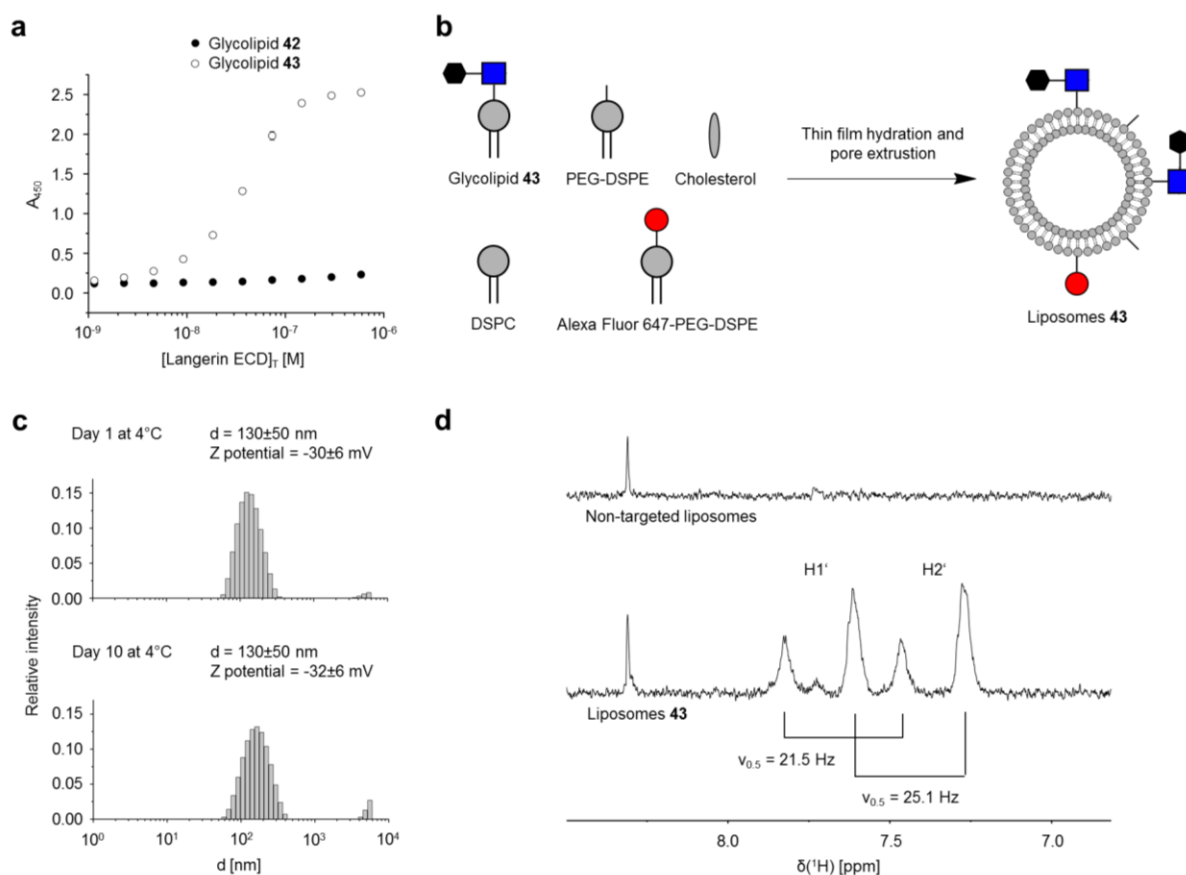 a
Glycolipid 42
Glycolipid 43
2.5
2.0
1.5
1.0
0.5
0.0
A450
10-9
10-8
10-7
10-6
[Langerin ECD]T [M]
b
Glycolipid 43
PEG-DSPE
Cholesterol
DSPC
Alexa Fluor 647-PEG-DSPE
Thin film hydration and
pore extrustion
Liposomes 43
c
Day 1 at 4°C
d = 130±50 nm
Z potential = -30±6 mV
0.15
0.10
0.05
0.00
Day 10 at 4°C
d = 130±50 nm
Z potential = -32±6 mV
0.15
0.10
0.05
0.00
Relative intensity
100
101
102
103
104
d [nm]
d
Non-targeted liposomes
H1‘
H2‘
Liposomes 43
v0.5 = 21.5 Hz
v0.5 = 25.1 Hz
8.0
7.5
7.0
δ(1H) [ppm]